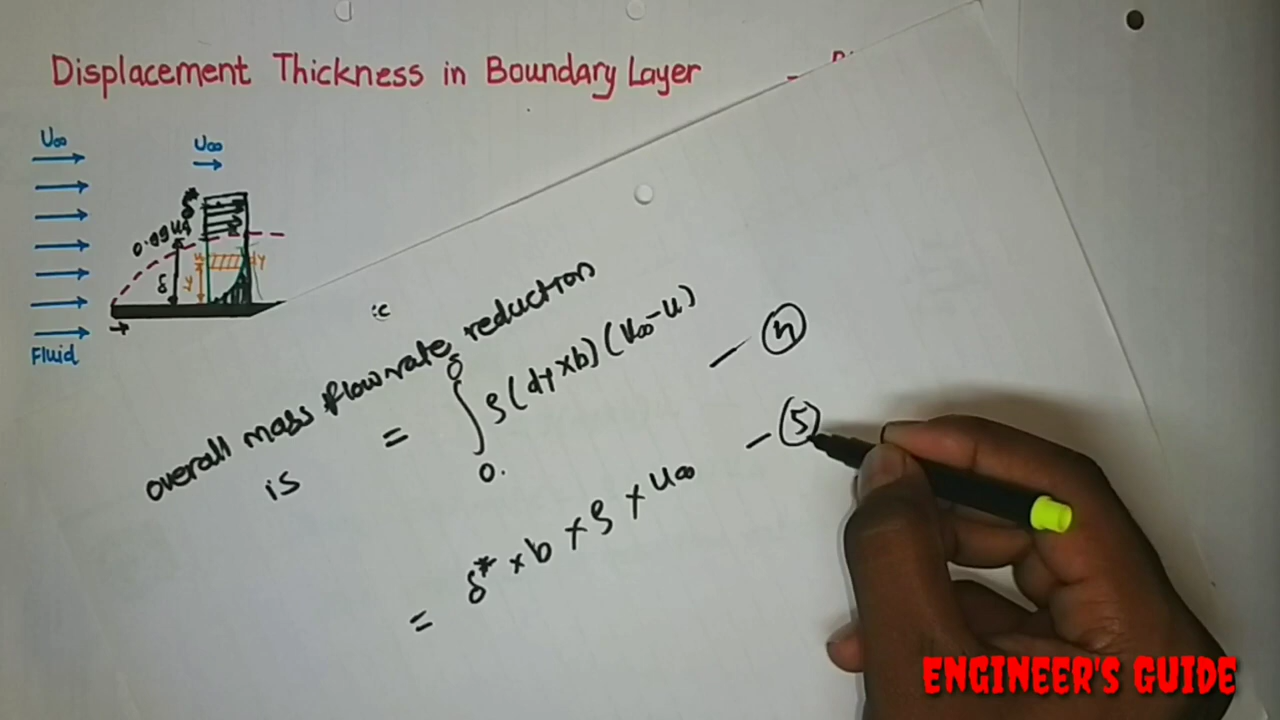 Displacement Thickness in Boundary Layer
U∞ U∞
δ*
0.99U
δ y dy
Fluid
overall mass flowrate reduction
is = ∫ ρ(dy×b)(U∞-u) - (4)
0.
= δ* × b × ρ × U∞ - (5)
ENGINEER'S GUIDE